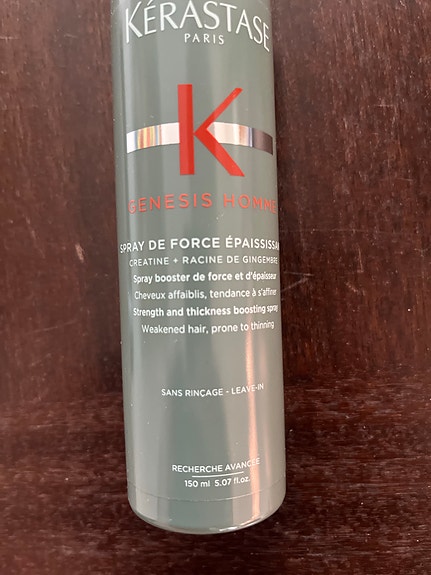 KÉRASTASE
PARIS
K
GENESIS HOMME
SPRAY DE FORCE ÉPAISSISSANT
CREATINE + RACINE DE GINGEMBRE
Spray booster de force et d'épaisseur
Cheveux affaiblis, tendance à s'affiner
Strength and thickness boosting spray
Weakened hair, prone to thinning
SANS RINÇAGE - LEAVE-IN
RECHERCHE AVANCÉE
150 ml 5.07 fl.oz.